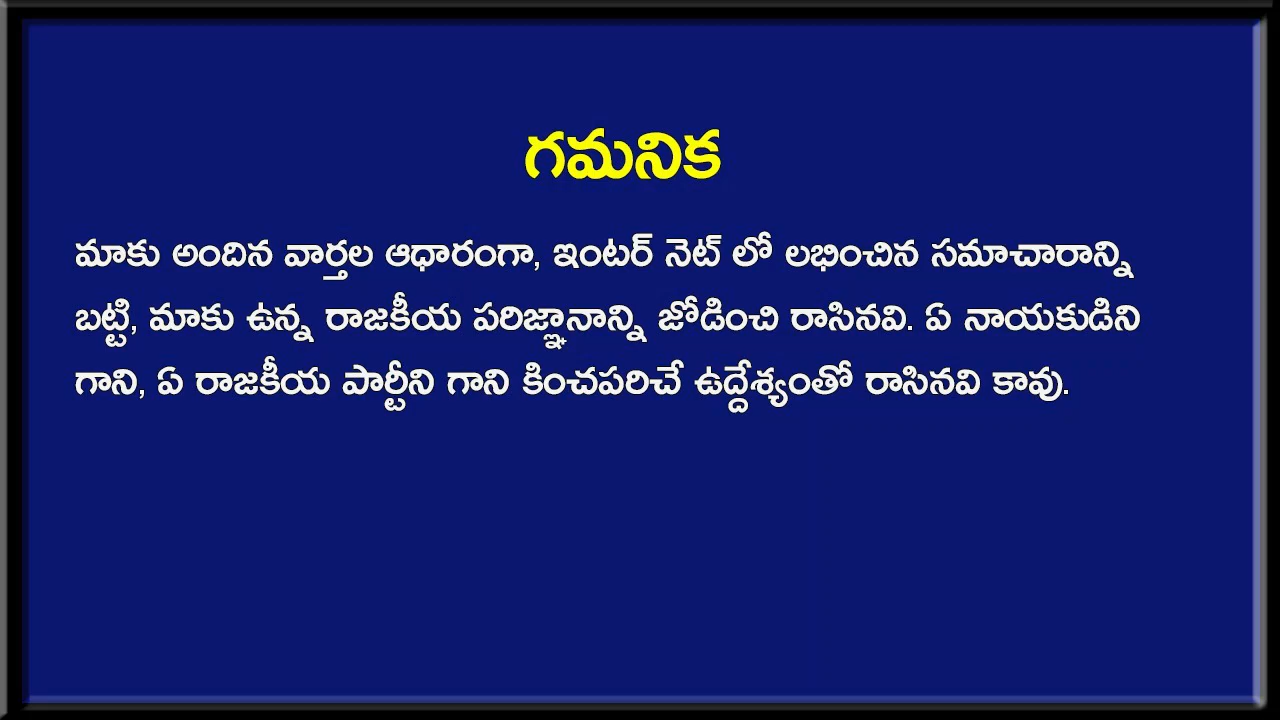 గమనిక
మాకు అందిన వార్తల ఆధారంగా, ఇంటర్ నెట్ లో లభించిన సమాచారాన్ని
బట్టి, మాకు ఉన్న రాజకీయ పరిజ్ఞానాన్ని జోడించి రాసినవి. ఏ నాయకుడిని
గాని, ఏ రాజకీయ పార్టీని గాని కించపరిచే ఉద్దేశ్యంతో రాసినవి కావు.